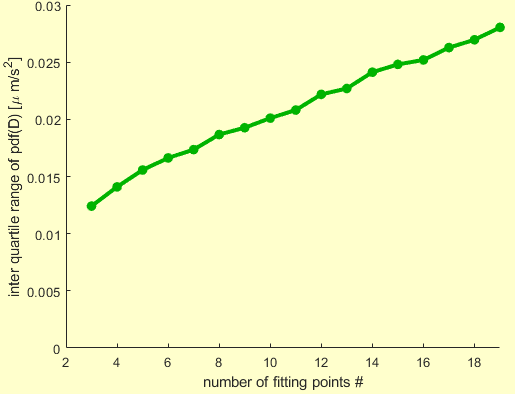 inter quartile range of pdf(D) [μ m/s²]
0.03
0.025
0.02
0.015
0.01
0.005
0
2 4 6 8 10 12 14 16 18
number of fitting points #